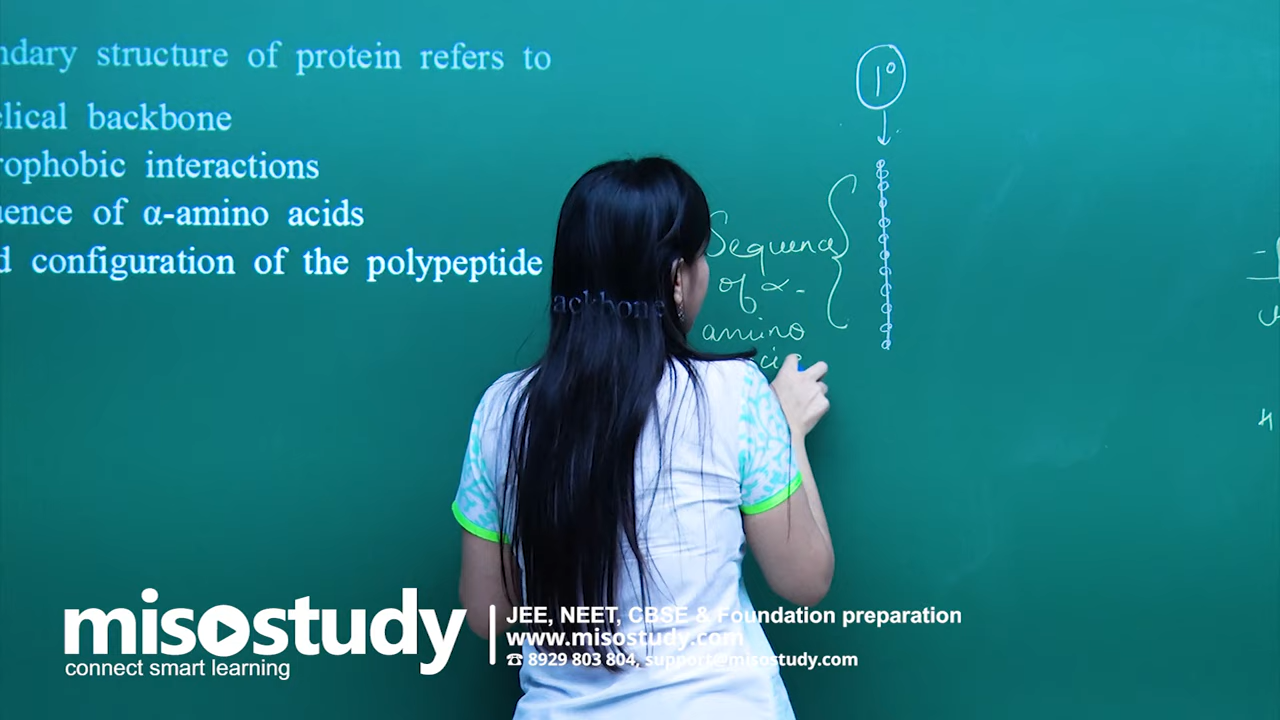 ndary structure of protein refers to
elical backbone
rophobic interactions
uence of α-amino acids
d configuration of the polypeptide
ackbone
1°
Sequence
of α-
amino
misostudy
connect smart learning
JEE, NEET, CBSE & Foundation preparation
www.misostudy.com
☎ 8929 803 804, support@misostudy.com